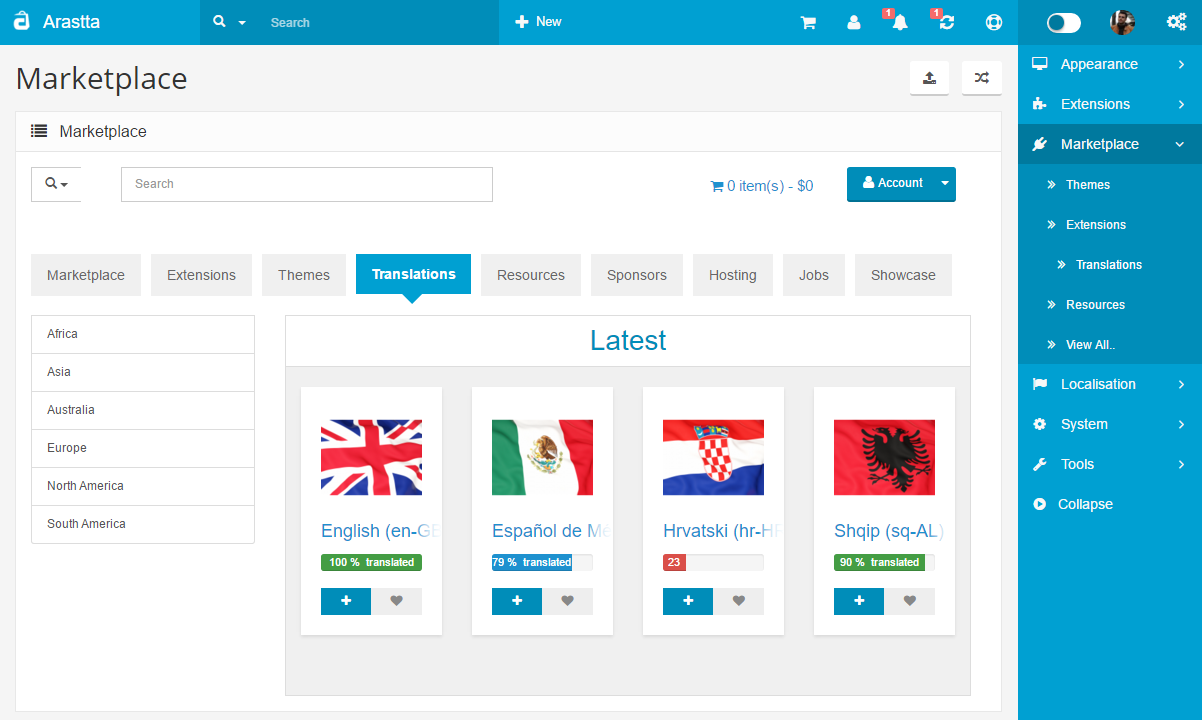 Arastta
Search
New
1
1
Marketplace
Marketplace
Search
0 item(s) - $0
Account
Marketplace
Extensions
Themes
Translations
Resources
Sponsors
Hosting
Jobs
Showcase
Africa
Asia
Australia
Europe
North America
South America
Latest
English (en-GB
100 % translated
Español de Mé
79 % translated
Hrvatski (hr-HR
23
Shqip (sq-AL)
90 % translated
Appearance
Extensions
Marketplace
Themes
Extensions
Translations
Resources
View All..
Localisation
System
Tools
Collapse